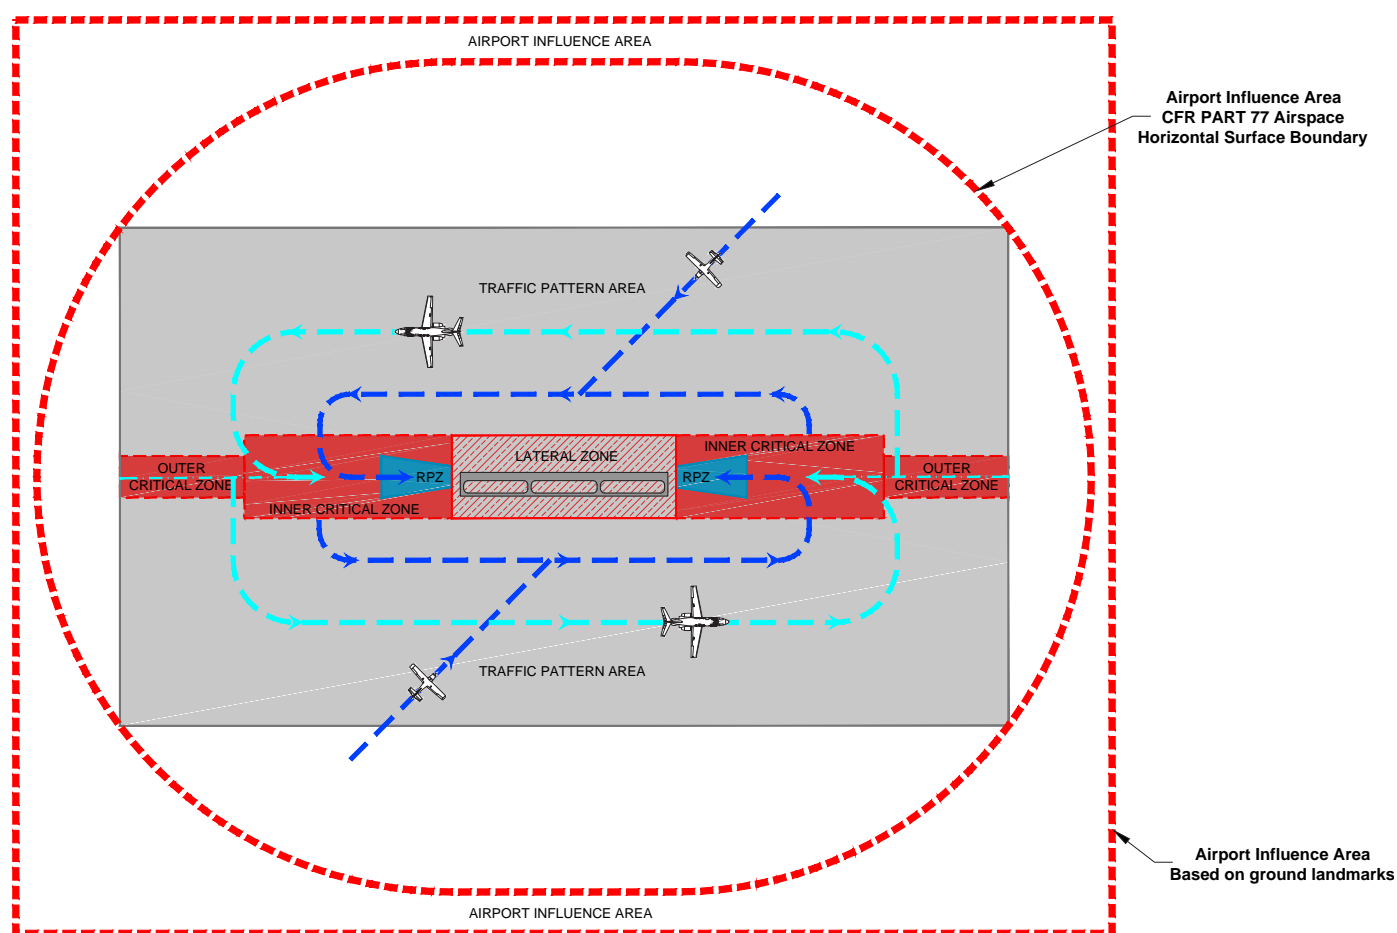 AIRPORT INFLUENCE AREA
Airport Influence Area
CFR PART 77 Airspace
Horizontal Surface Boundary
TRAFFIC PATTERN AREA
INNER CRITICAL ZONE
LATERAL ZONE
OUTER
CRITICAL ZONE
RPZ
RPZ
OUTER
CRITICAL ZONE
INNER CRITICAL ZONE
TRAFFIC PATTERN AREA
Airport Influence Area
Based on ground landmarks
AIRPORT INFLUENCE AREA